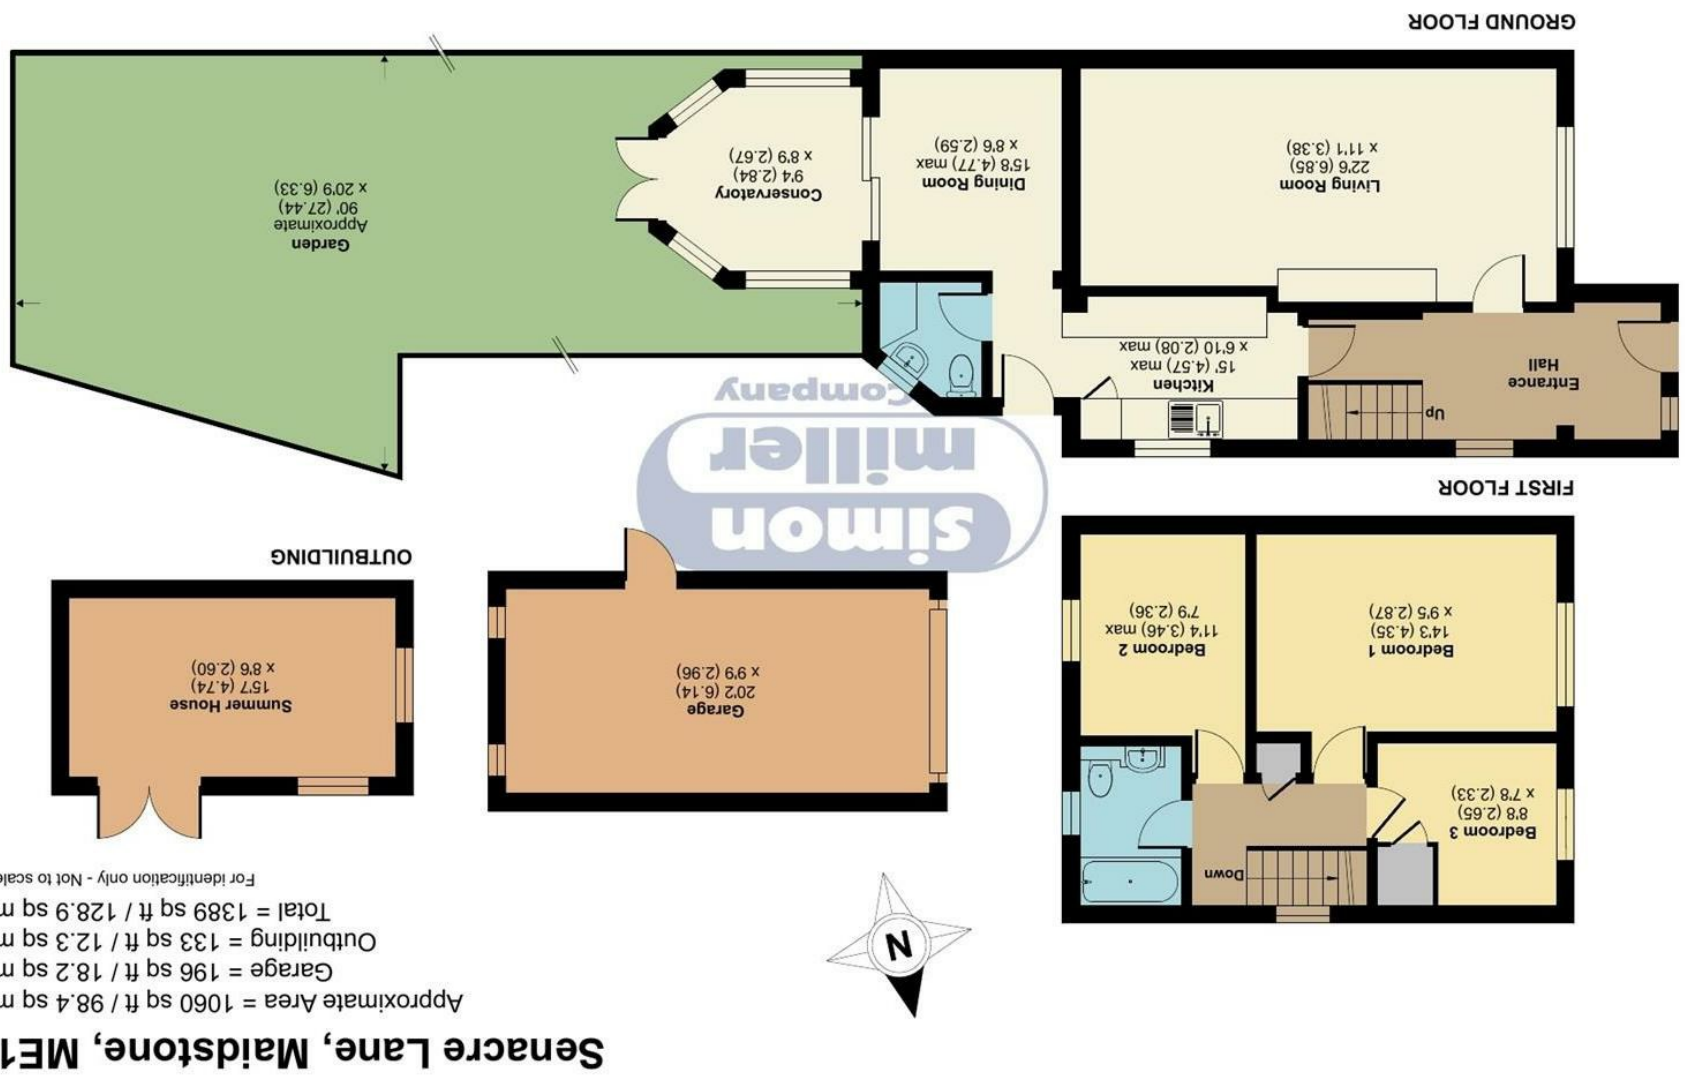 Senacre Lane, Maidstone, ME1
Approximate Area = 1060 sq ft / 98.4 sq m
Garage = 196 sq ft / 18.2 sq m
Outbuilding = 133 sq ft / 12.3 sq m
Total = 1389 sq ft / 128.9 sq m
For identification only - Not to scale
N
Down
Bedroom 3
8'8 (2.65)
x 7'8 (2.33)
Bedroom 1
14'3 (4.35)
x 9'5 (2.87)
Bedroom 2
11'4 (3.46) max
7'9 (2.36)
FIRST FLOOR
Garage
20'2 (6.14)
x 9'9 (2.96)
Summer House
15'7 (4.74)
x 8'6 (2.60)
OUTBUILDING
simon
miller
Company
Up
Entrance
Hall
Kitchen
15' (4.57) max
x 6'10 (2.08) max
Living Room
22'6 (6.85)
x 11'1 (3.38)
Dining Room
15'8 (4.77) max
x 8'6 (2.59)
Conservatory
9'4 (2.84)
x 8'9 (2.67)
Garden
Approximate
90' (27.44)
x 20'9 (6.33)
GROUND FLOOR